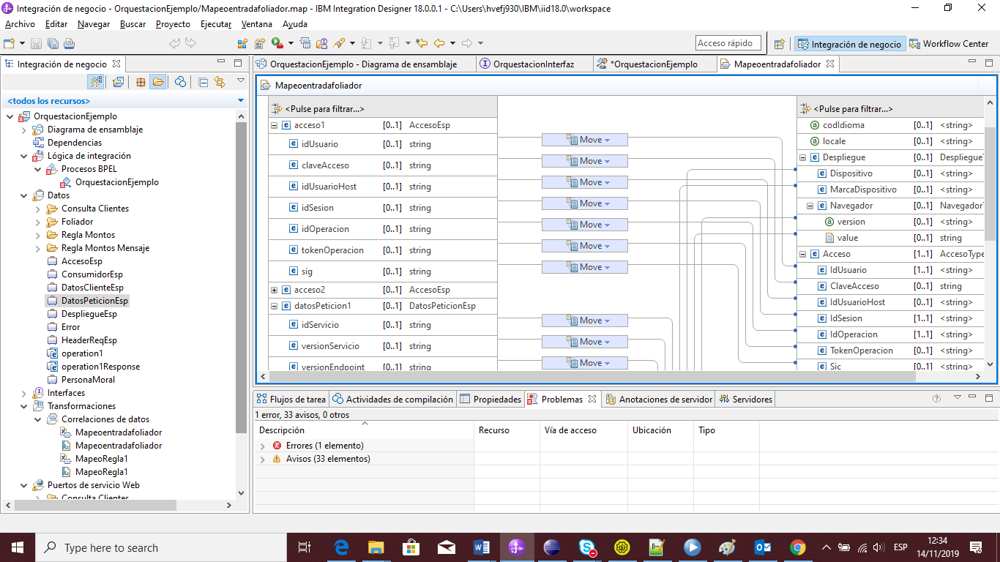 Integración de negocio - OrquestacionEjemplo/Mapeoentradafoliador.map - IBM Integration Designer 18.0.0.1 - C:\Users\hvefj930\IBM\iid18.0\workspace
Archivo Editar Navegar Buscar Proyecto Ejecutar Ventana Ayuda
Acceso rápido Integración de negocio Workflow Center
Integración de negocio
<todos los recursos>
OrquestacionEjemplo
Diagrama de ensamblaje
Dependencias
Lógica de integración
Procesos BPEL
OrquestacionEjemplo
Datos
Consulta Clientes
Foliador
Regla Montos
Regla Montos Mensaje
AccesoEsp
ConsumidorEsp
DatosClienteEsp
DatosPeticionEsp
DespliegueEsp
Error
HeaderReqEsp
operation1
operation1Response
PersonaMoral
Interfaces
Transformaciones
Correlaciones de datos
Mapeoentradafoliador
Mapeoentradafoliador
MapeoRegla1
MapeoRegla1
Puertos de servicio Web
Consulta Clientes
OrquestacionEjemplo - Diagrama de ensamblaje OrquestacionInterfaz *OrquestacionEjemplo Mapeoentradafoliador
Mapeoentradafoliador
<Pulse para filtrar...>
acceso1 [0..1] AccesoEsp
idUsuario [0..1] string
claveAcceso [0..1] string
idUsuarioHost [0..1] string
idSesion [0..1] string
idOperacion [0..1] string
tokenOperacion [0..1] string
sig [0..1] string
acceso2 [0..1] AccesoEsp
datosPeticion1 [0..1] DatosPeticionEsp
idServicio [0..1] string
versionServicio [0..1] string
versionEndpoint [0..1] string
Move
Move
Move
Move
Move
Move
Move
Move
Move
Move
<Pulse para filtrar...>
codIdioma [0..1] <string>
locale [0..1] <string>
Despliegue [0..1] DespliegueT
Dispositivo [0..1] <string>
MarcaDispositivo [0..1] <string>
Navegador [0..1] NavegadorT
version [0..1] <string>
value [0..1] string
Acceso [1..1] AccesoType
IdUsuario [1..1] <string>
ClaveAcceso [0..1] string
IdUsuarioHost [0..1] <string>
IdSesion [1..1] <string>
IdOperacion [1..1] <string>
TokenOperacion [0..1] <string>
Sic [0..1] <string>
Flujos de tarea Actividades de compilación Propiedades Problemas Anotaciones de servidor Servidores
1 error, 33 avisos, 0 otros
Descripción Recurso Vía de acceso Ubicación Tipo
Errores (1 elemento)
Avisos (33 elementos)
Type here to search
ESP
12:34
14/11/2019